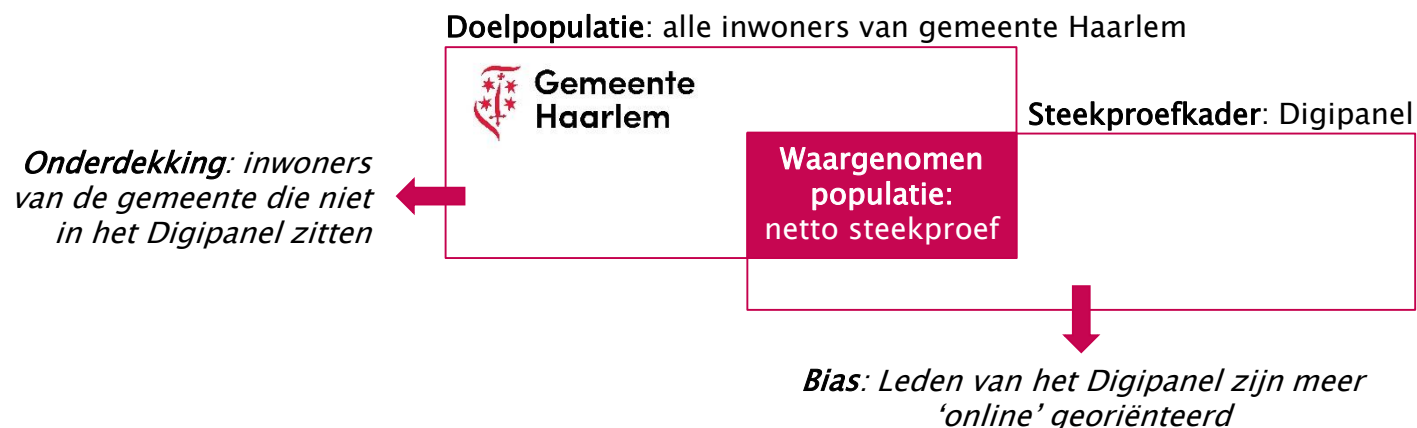 Doelpopulatie: alle inwoners van gemeente Haarlem
Gemeente
Haarlem
Steekproefkader: Digipanel
Onderdekking: inwoners
van de gemeente die niet
in het Digipanel zitten
Waargenomen
populatie:
netto steekproef
Bias: Leden van het Digipanel zijn meer
‘online’ georiënteerd